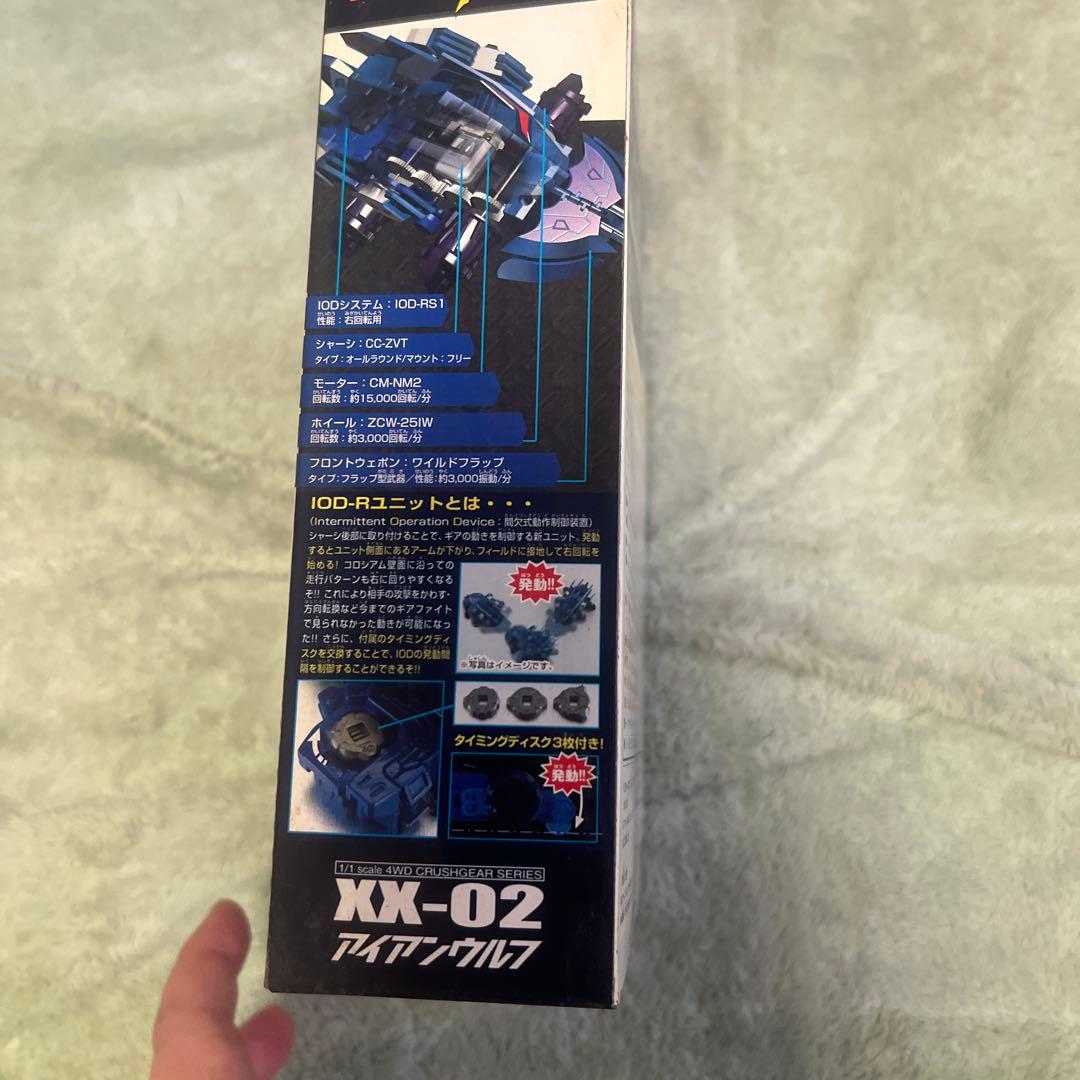 IODシステム：IOD-RS1
性能：右回転用
シャーシ：CC-ZVT
タイプ：オールラウンド/マウント：フリー
モーター：CM-NM2
回転数：約15,000回転/分
ホイール：ZCW-25IW
回転数：約3,000回転/分
フロントウェポン：ワイルドフラップ
タイプ：フラップ型武器／性能：約3,000振動/分
IOD-Rユニットとは・・・
(Intermittent Operation Device：間欠式動作制御装置)
シャーシ後部に取り付けることで、ギアの動きを制御する新ユニット。発動
するとユニット側面にあるアームが下がり、フィールドに接地して右回転を
始める！コロシアム壁面に沿っての
走行パターンも右に回りやすくなる
ぞ!! これにより相手の攻撃をかわす・
方向転換など今までのギアファイト
で見られなかった動きが可能になっ
た!! さらに、付属のタイミングディ
スクを交換することで、IODの発動間
隔を制御することができるぞ!!
発動!!
※写真はイメージです。
タイミングディスク3枚付き!
発動!!
1/1 scale 4WD CRUSHGEAR SERIES
XX-02
アイアンウルフ